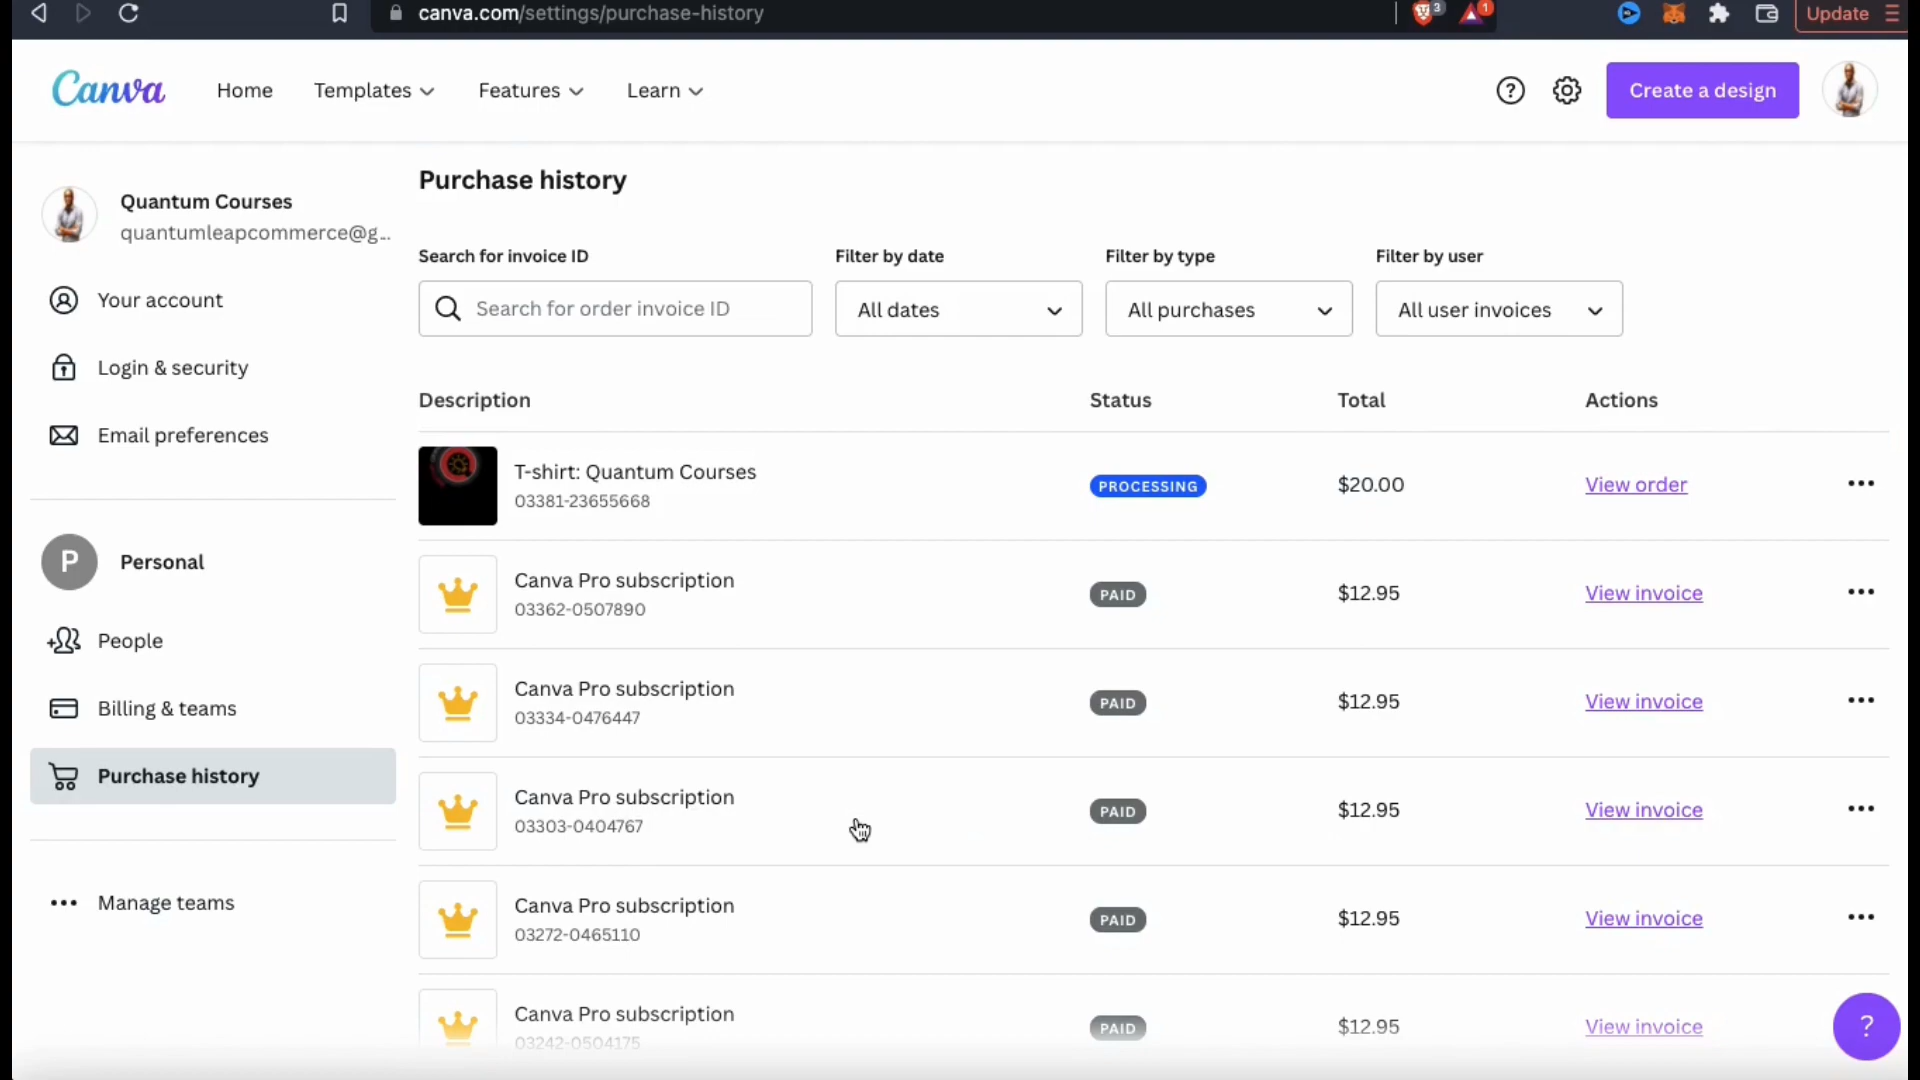 canva.com/settings/purchase-history
3
1
Update
Canva
Home
Templates
Features
Learn
?
Create a design
Quantum Courses
quantumleapcommerce@g...
Your account
Login & security
Email preferences
P
Personal
People
Billing & teams
Purchase history
Manage teams
Purchase history
Search for invoice ID
Filter by date
Filter by type
Filter by user
Search for order invoice ID
All dates
All purchases
All user invoices
Description
Status
Total
Actions
T-shirt: Quantum Courses
03381-23655668
PROCESSING
$20.00
View order
Canva Pro subscription
03362-0507890
PAID
$12.95
View invoice
Canva Pro subscription
03334-0476447
PAID
$12.95
View invoice
Canva Pro subscription
03303-0404767
PAID
$12.95
View invoice
Canva Pro subscription
03272-0465110
PAID
$12.95
View invoice
Canva Pro subscription
03242-0504175
PAID
$12.95
View invoice
?